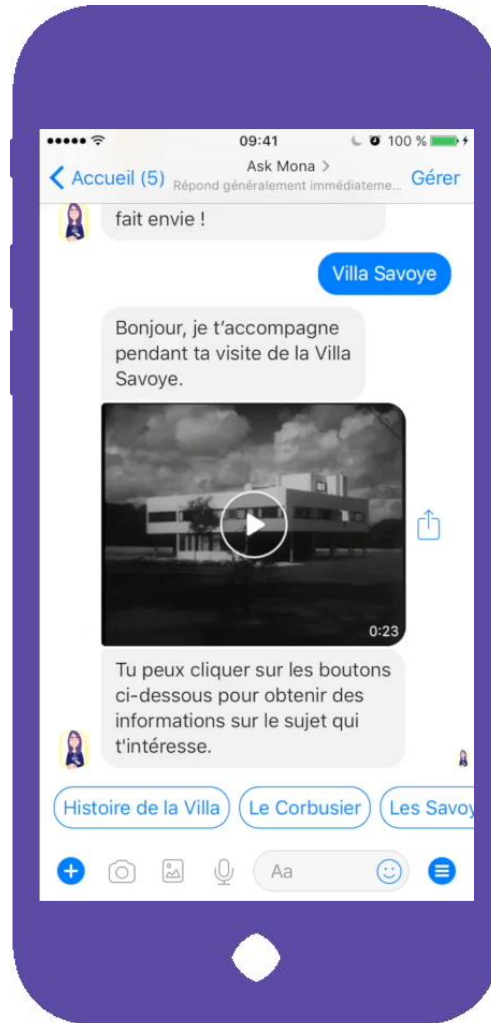 09:41 100 %
Accueil (5) Ask Mona > Gérer
Répond généralement immédiateme...
fait envie !
Villa Savoye
Bonjour, je t'accompagne
pendant ta visite de la Villa
Savoye.
0:23
Tu peux cliquer sur les boutons
ci-dessous pour obtenir des
informations sur le sujet qui
t'intéresse.
Histoire de la Villa Le Corbusier Les Savoy
Aa